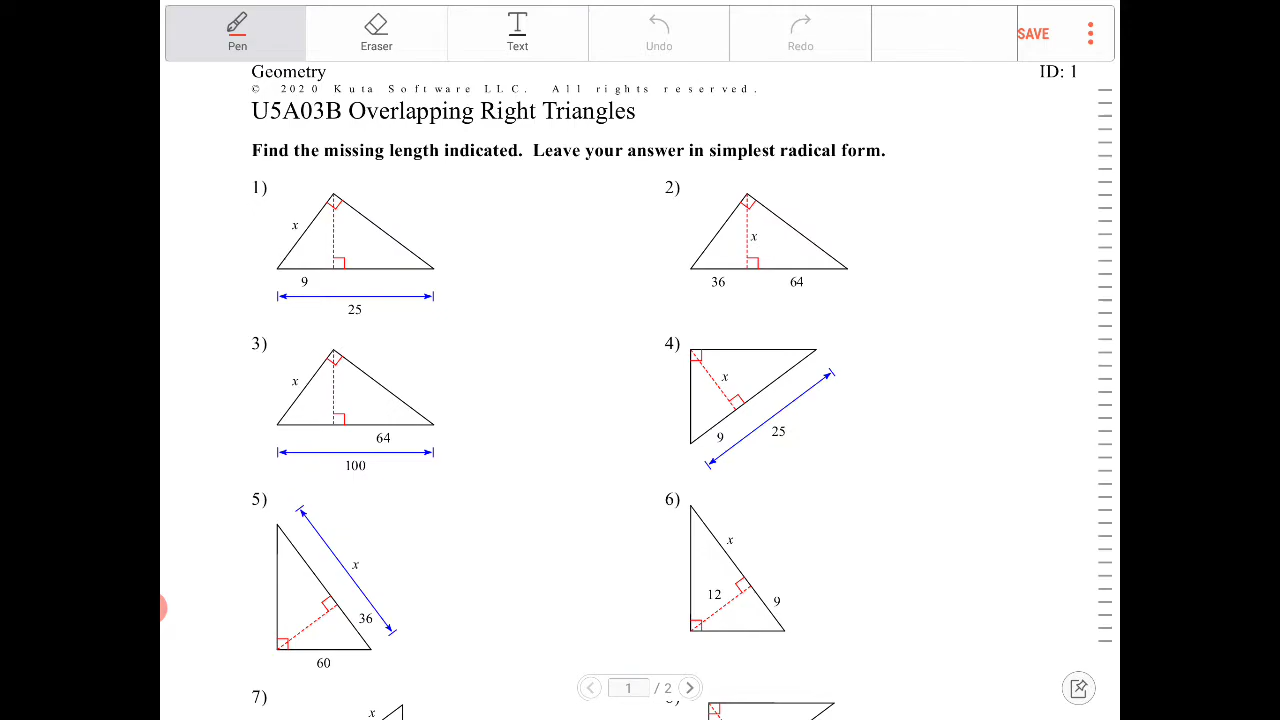 Pen Eraser Text Undo Redo SAVE
Geometry ID: 1
© 2020 Kuta Software LLC. All rights reserved.
U5A03B Overlapping Right Triangles
Find the missing length indicated. Leave your answer in simplest radical form.
1)
x
9
25
2)
x
36 64
3)
x
64
100
4)
x
9
25
5)
x
36
60
6)
x
12
9
7)
x
1 / 2